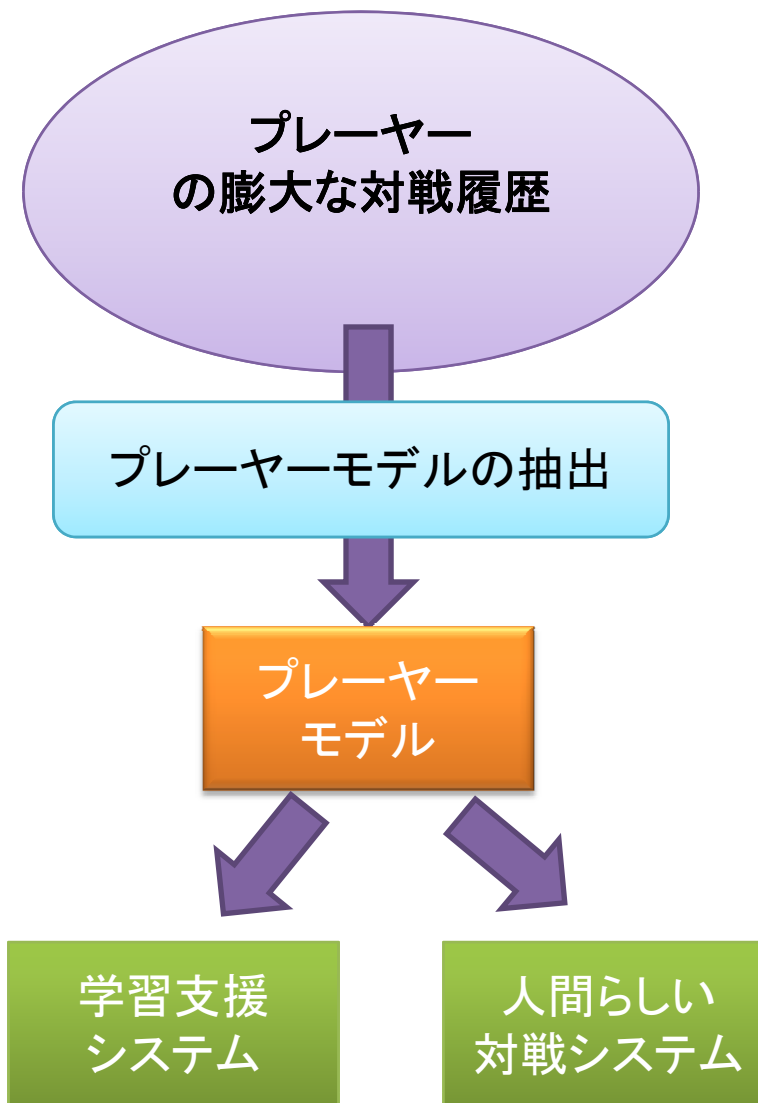 プレーヤー
の膨大な対戦履歴
プレーヤーモデルの抽出
プレーヤー
モデル
学習支援
システム
人間らしい
対戦システム